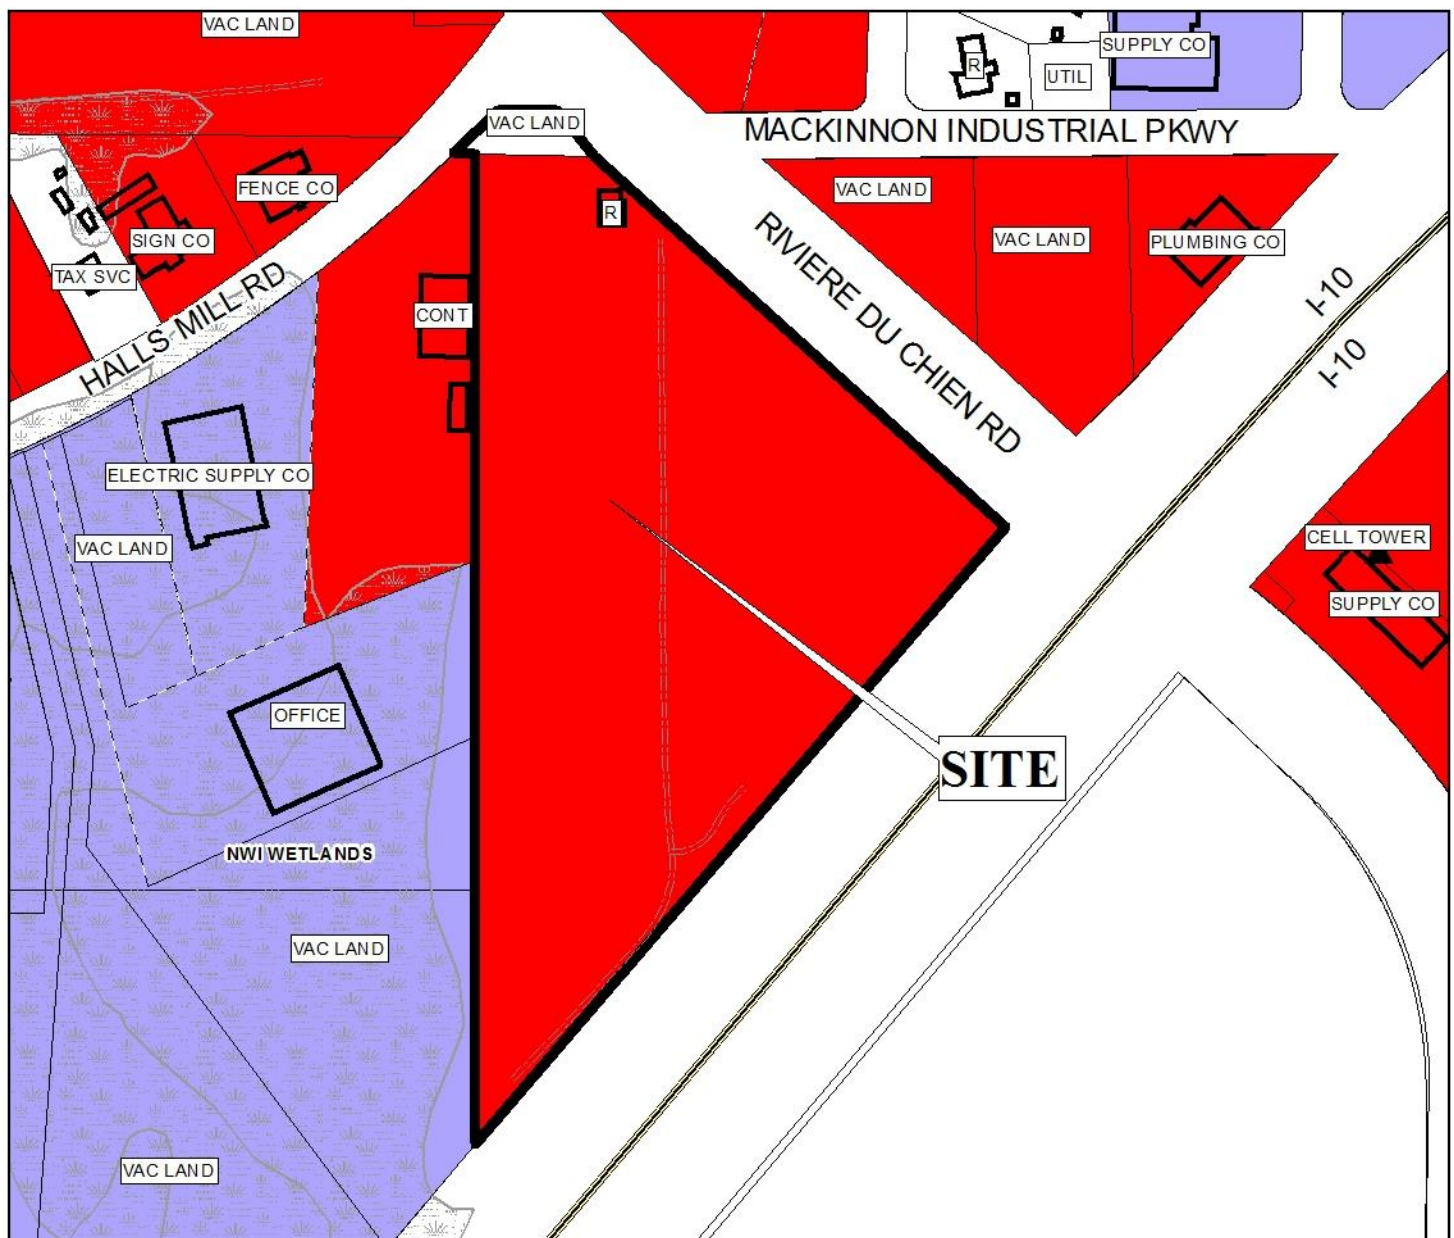 VAC LAND
SUPPLY CO
R
UTIL
VAC LAND
MACKINNON INDUSTRIAL PKWY
FENCE CO
VAC LAND
R
SIGN CO
VAC LAND
PLUMBING CO
TAX SVC
RIVIERE DU CHIEN RD
I-10
HALLS MILL RD
CONT
I-10
ELECTRIC SUPPLY CO
VAC LAND
CELL TOWER
SUPPLY CO
OFFICE
SITE
NWI WETLANDS
VAC LAND
VAC LAND